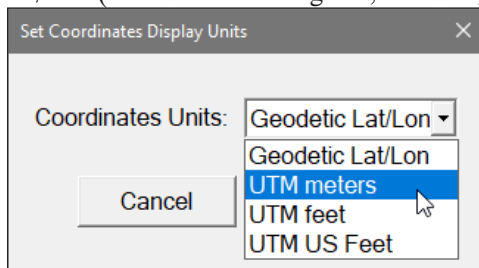 Set Coordinates Display Units
Coordinates Units: Geodetic Lat/Lon
Geodetic Lat/Lon
UTM meters
Cancel
UTM feet
UTM US Feet